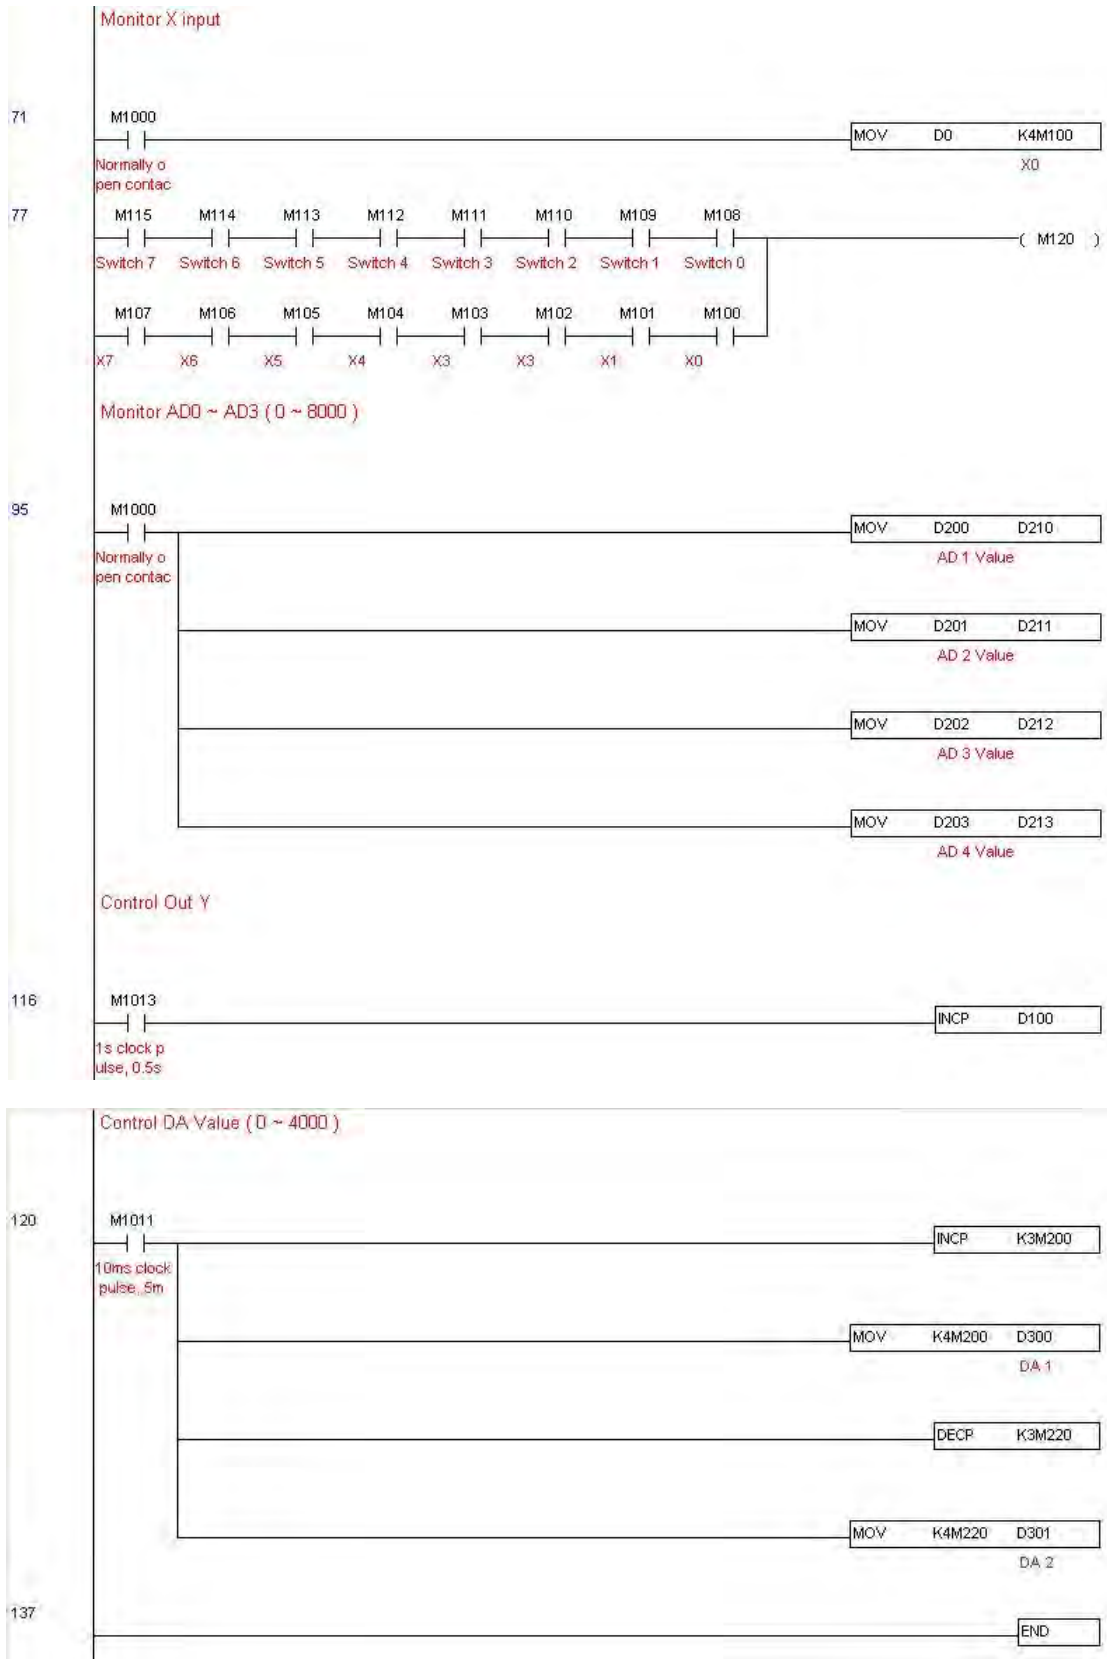 Monitor X input
71 M1000
MOV D0 K4M100
Normally o X0
pen contac
77 M115 M114 M113 M112 M111 M110 M109 M108
( M120 )
Switch 7 Switch 6 Switch 5 Switch 4 Switch 3 Switch 2 Switch 1 Switch 0
M107 M106 M105 M104 M103 M102 M101 M100
X7 X6 X5 X4 X3 X3 X1 X0
Monitor AD0 ~ AD3 ( 0 ~ 8000 )
95 M1000
MOV D200 D210
Normally o AD 1 Value
pen contac
MOV D201 D211
AD 2 Value
MOV D202 D212
AD 3 Value
MOV D203 D213
AD 4 Value
Control Out Y
116 M1013
INCP D100
1s clock p
ulse, 0.5s
Control DA Value ( 0 ~ 4000 )
120 M1011
INCP K3M200
10ms clock
pulse, 5m
MOV K4M200 D300
DA 1
DECP K3M220
MOV K4M220 D301
DA 2
137
END